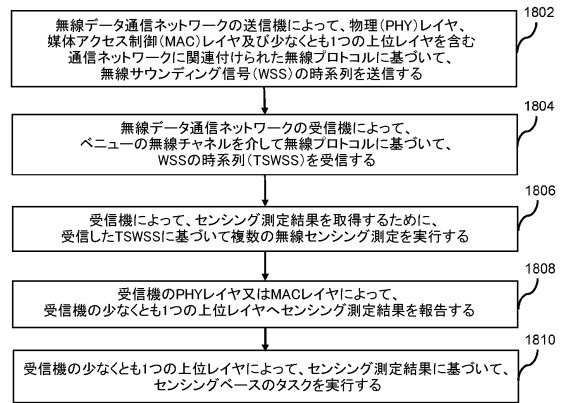 1802
無線データ通信ネットワークの送信機によって、物理(PHY)レイヤ、
媒体アクセス制御(MAC)レイヤ及び少なくとも1つの上位レイヤを含む
通信ネットワークに関連付けられた無線プロトコルに基づいて、
無線サウンディング信号(WSS)の時系列を送信する
1804
無線データ通信ネットワークの受信機によって、
ベニューの無線チャネルを介して無線プロトコルに基づいて、
WSSの時系列(TSWSS)を受信する
1806
受信機によって、センシング測定結果を取得するために、
受信したTSWSSに基づいて複数の無線センシング測定を実行する
1808
受信機のPHYレイヤ又はMACレイヤによって、
受信機の少なくとも1つの上位レイヤへセンシング測定結果を報告する
1810
受信機の少なくとも1つの上位レイヤによって、センシング測定結果に基づいて、
センシングベースのタスクを実行する